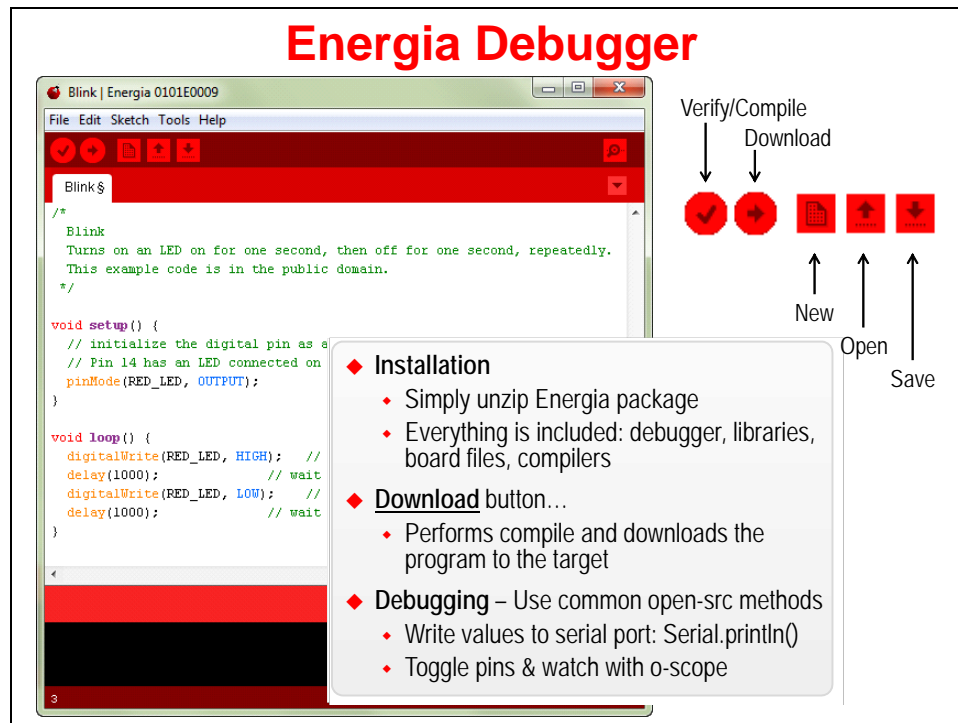 Energia Debugger
Blink | Energia 0101E0009
File Edit Sketch Tools Help
Blink §
/*
Blink
Turns on an LED on for one second, then off for one second, repeatedly.
This example code is in the public domain.
*/
void setup() {
// initialize the digital pin as a
// Pin 14 has an LED connected on
pinMode(RED_LED, OUTPUT);
}
void loop() {
digitalWrite(RED_LED, HIGH); //
delay(1000); // wait
digitalWrite(RED_LED, LOW); //
delay(1000); // wait
}
3
Verify/Compile
Download
New
Open
Save
◆ Installation
◆ Simply unzip Energia package
◆ Everything is included: debugger, libraries,
board files, compilers
◆ Download button…
◆ Performs compile and downloads the
program to the target
◆ Debugging – Use common open-src methods
◆ Write values to serial port: Serial.println()
◆ Toggle pins & watch with o-scope